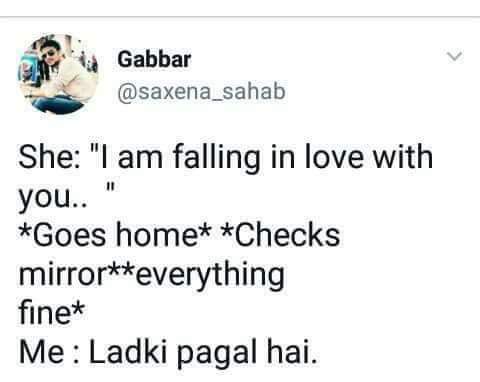 Gabbar
@saxena_sahab
She: "I am falling in love with
you.. "
*Goes home* *Checks
mirror**everything
fine*
Me : Ladki pagal hai.